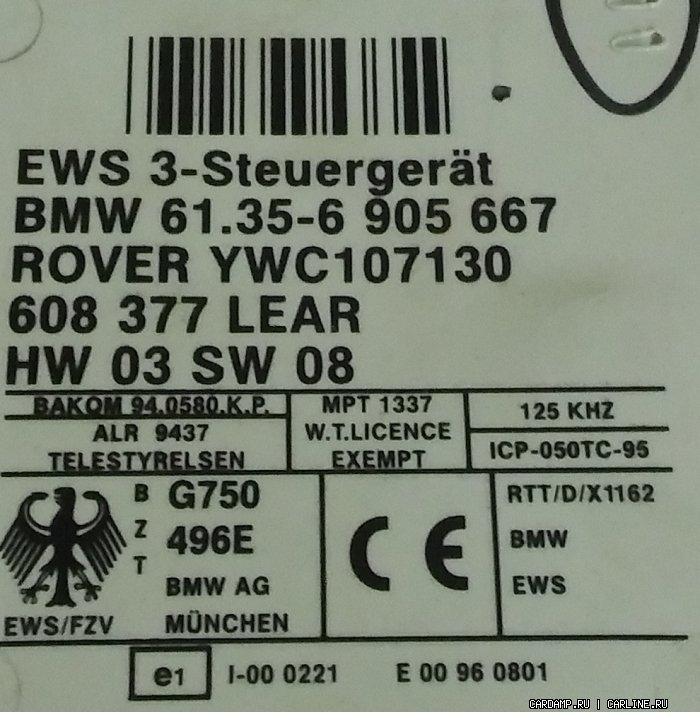 EWS 3-Steuergerät
BMW 61.35-6 905 667
ROVER YWC107130
608 377 LEAR
HW 03 SW 08
BAKOM 94.0580.K.P.
ALR 9437
TELESTYRELSEN
MPT 1337
W.T.LICENCE
EXEMPT
125 KHZ
ICP-050TC-95
EWS/FZV
BZT
G750
496E
BMW AG
MÜNCHEN
CE
RTT/D/X1162
BMW
EWS
e1 I-00 0221 E 00 96 0801
CARDAMP.RU | CARLINE.RU